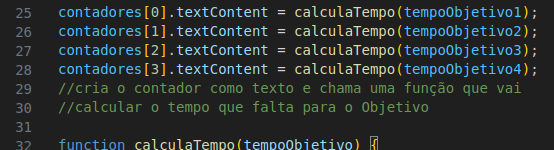 25 contadores[0].textContent = calculaTempo(tempoObjetivo1);
26 contadores[1].textContent = calculaTempo(tempoObjetivo2);
27 contadores[2].textContent = calculaTempo(tempoObjetivo3);
28 contadores[3].textContent = calculaTempo(tempoObjetivo4);
29 //cria o contador como texto e chama uma função que vai
30 //calcular o tempo que falta para o Objetivo
31
32 function calculaTempo(tempoObjetivo) {